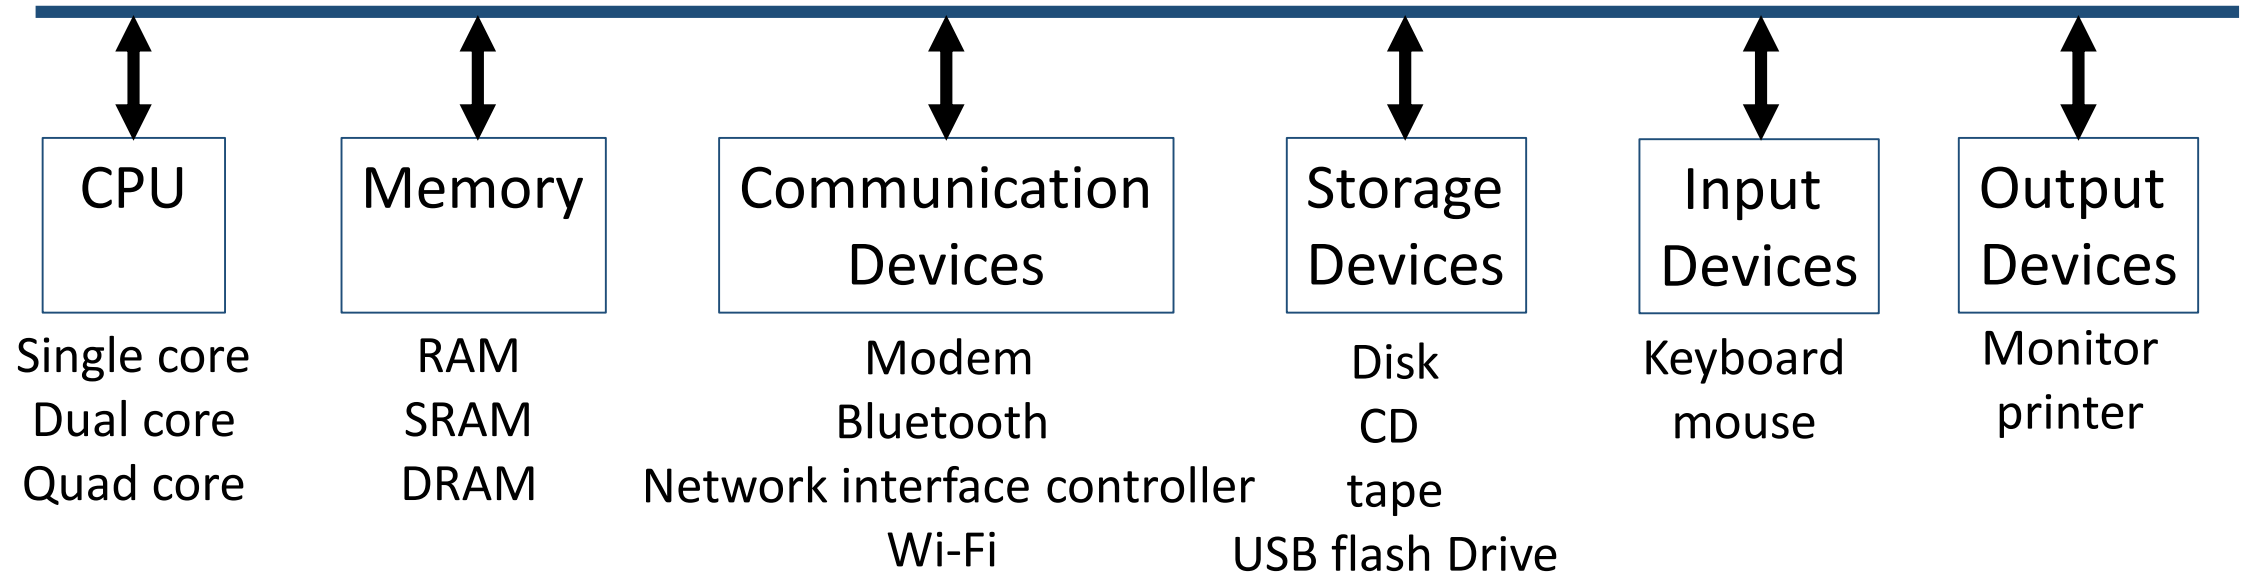 CPU
Single core
Dual core
Quad core
Memory
RAM
SRAM
DRAM
Communication
Devices
Modem
Bluetooth
Network interface controller
Wi-Fi
Storage
Devices
Disk
CD
tape
USB flash Drive
Input
Devices
Keyboard
mouse
Output
Devices
Monitor
printer